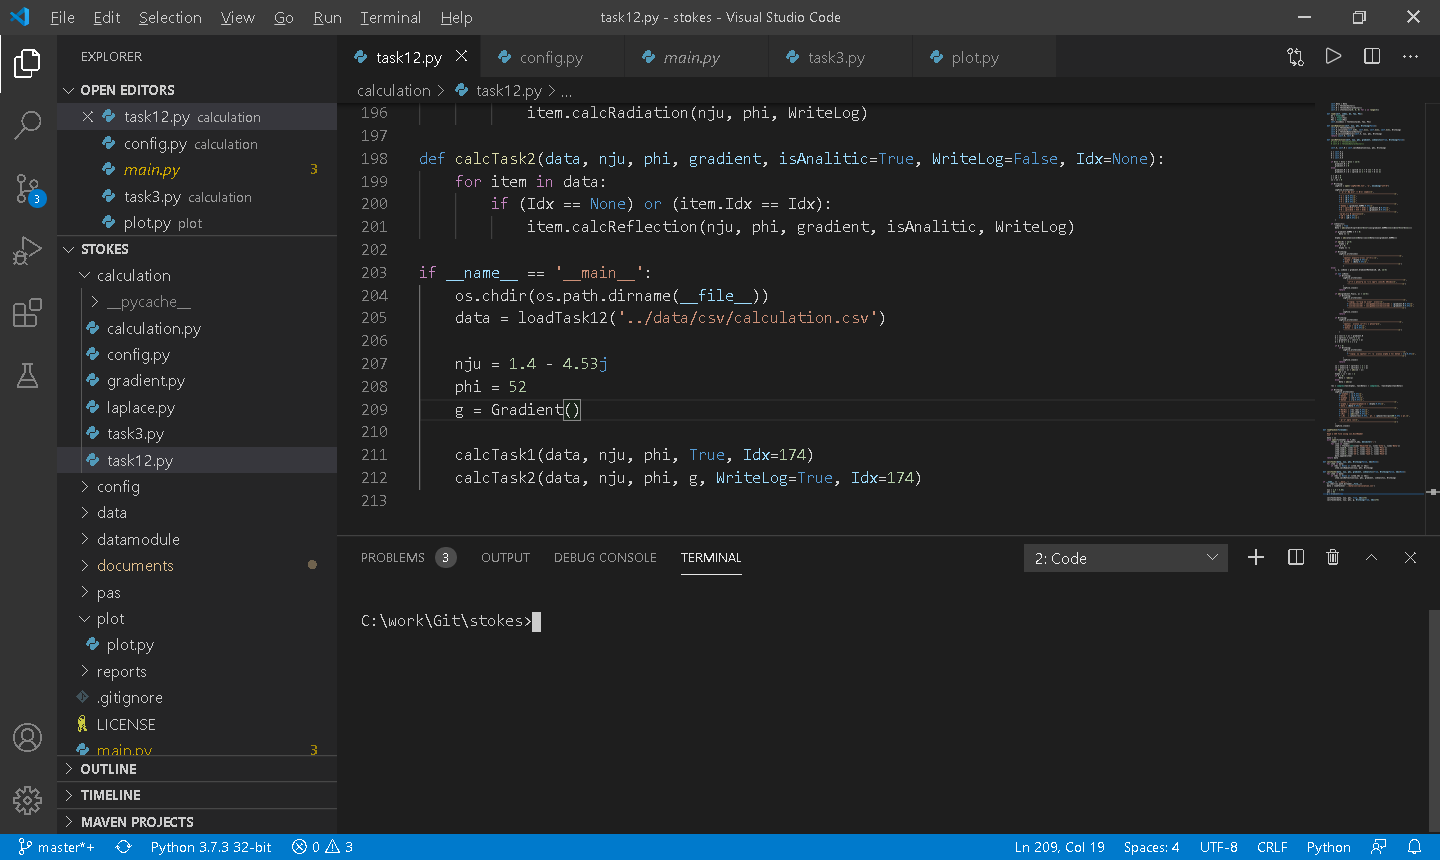 File Edit Selection View Go Run Terminal Help task12.py - stokes - Visual Studio Code
EXPLORER
OPEN EDITORS
task12.py calculation
config.py calculation
main.py 3
task3.py calculation
plot.py plot
3
STOKES
calculation
__pycache__
calculation.py
config.py
gradient.py
laplace.py
task3.py
task12.py
config
data
datamodule
documents
pas
plot
plot.py
reports
.gitignore
LICENSE
main.py 3
OUTLINE
TIMELINE
MAVEN PROJECTS
task12.py config.py main.py task3.py plot.py
calculation > task12.py > ...
196 item.calcRadiation(nju, phi, WriteLog)
197
198 def calcTask2(data, nju, phi, gradient, isAnalitic=True, WriteLog=False, Idx=None):
199 for item in data:
200 if (Idx == None) or (item.Idx == Idx):
201 item.calcReflection(nju, phi, gradient, isAnalitic, WriteLog)
202
203 if __name__ == '__main__':
204 os.chdir(os.path.dirname(__file__))
205 data = loadTask12('../data/csv/calculation.csv')
206
207 nju = 1.4 - 4.53j
208 phi = 52
209 g = Gradient()
210
211 calcTask1(data, nju, phi, True, Idx=174)
212 calcTask2(data, nju, phi, g, WriteLog=True, Idx=174)
213
PROBLEMS 3 OUTPUT DEBUG CONSOLE TERMINAL 2: Code
C:\work\Git\stokes>
master*+ Python 3.7.3 32-bit 0 3 Ln 209, Col 19 Spaces: 4 UTF-8 CRLF Python